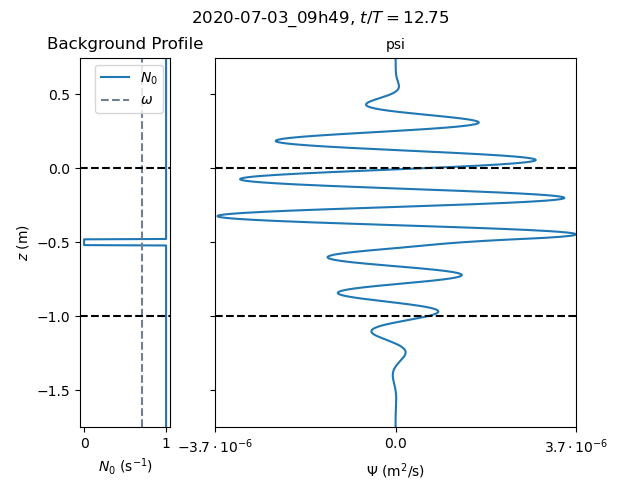 2020-07-03_09h49, t/T = 12.75
Background Profile
psi
N₀
ω
0.5
0.0
−0.5
−1.0
−1.5
z (m)
0 1
N₀ (s⁻¹)
−3.7 · 10⁻⁶ 0.0 3.7 · 10⁻⁶
Ψ (m²/s)